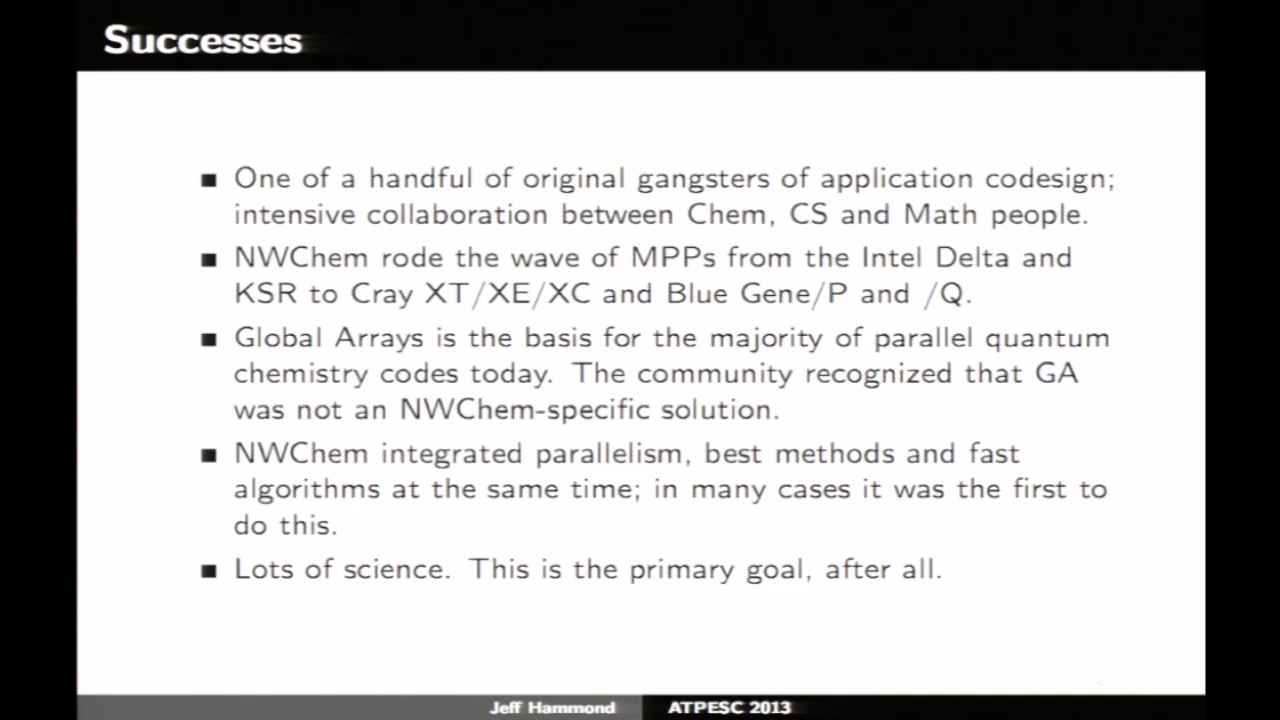 Successes
■ One of a handful of original gangsters of application codesign;
intensive collaboration between Chem, CS and Math people.
■ NWChem rode the wave of MPPs from the Intel Delta and
KSR to Cray XT/XE/XC and Blue Gene/P and /Q.
■ Global Arrays is the basis for the majority of parallel quantum
chemistry codes today. The community recognized that GA
was not an NWChem-specific solution.
■ NWChem integrated parallelism, best methods and fast
algorithms at the same time; in many cases it was the first to
do this.
■ Lots of science. This is the primary goal, after all.
Jeff Hammond ATPESC 2013